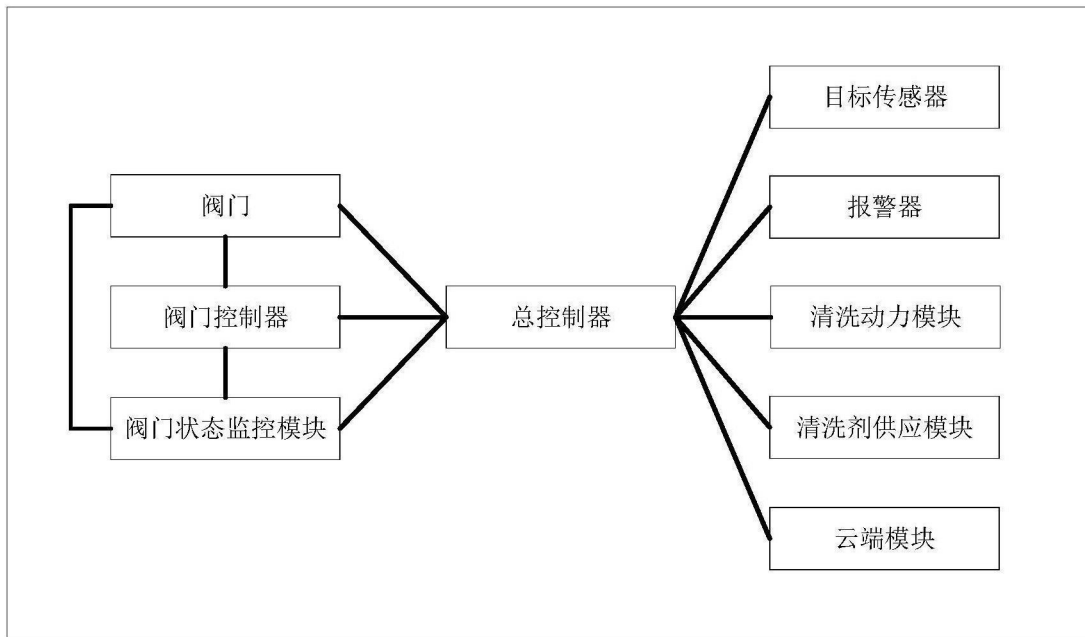 目标传感器
报警器
阀门
阀门控制器
总控制器
清洗动力模块
阀门状态监控模块
清洗剂供应模块
云端模块